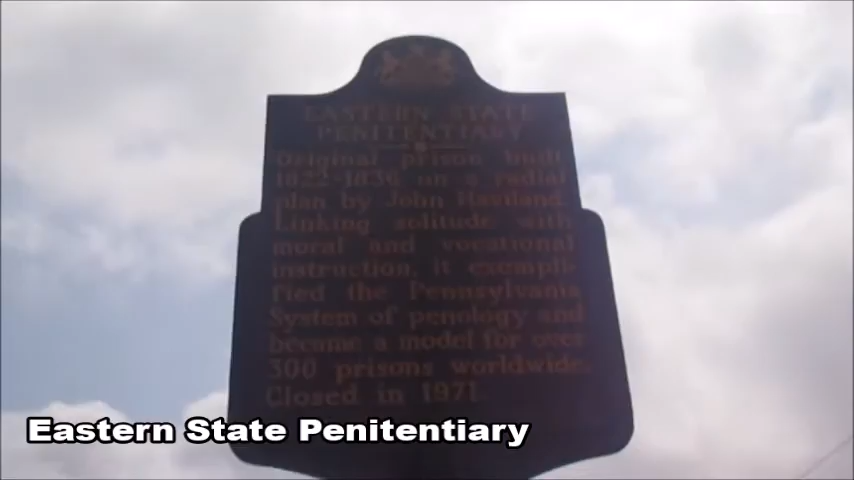 EASTERN STATE
PENITENTIARY
Original prison built
1822-1836 on a radial
plan by John Haviland.
Linking solitude with
moral and vocational
instruction, it exempli-
fied the Pennsylvania
System of penology and
became a model for over
300 prisons worldwide.
Closed in 1971.
Eastern State Penitentiary